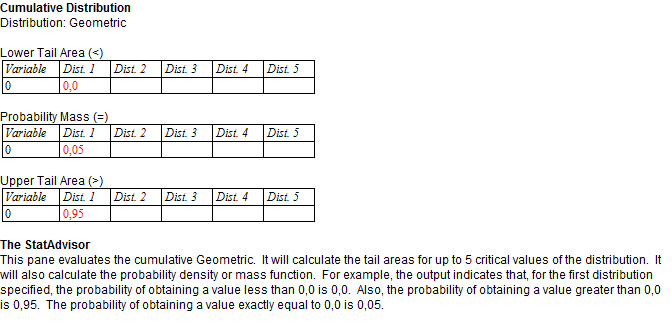 Cumulative Distribution
Distribution: Geometric
Lower Tail Area (<)
Variable Dist. 1 Dist. 2 Dist. 3 Dist. 4 Dist. 5
0 0,0
Probability Mass (=)
Variable Dist. 1 Dist. 2 Dist. 3 Dist. 4 Dist. 5
0 0,05
Upper Tail Area (>)
Variable Dist. 1 Dist. 2 Dist. 3 Dist. 4 Dist. 5
0 0,95
The StatAdvisor
This pane evaluates the cumulative Geometric.  It will calculate the tail areas for up to 5 critical values of the distribution.  It
will also calculate the probability density or mass function.  For example, the output indicates that, for the first distribution
specified, the probability of obtaining a value less than 0,0 is 0,0.  Also, the probability of obtaining a value greater than 0,0
is 0,95.  The probability of obtaining a value exactly equal to 0,0 is 0,05.